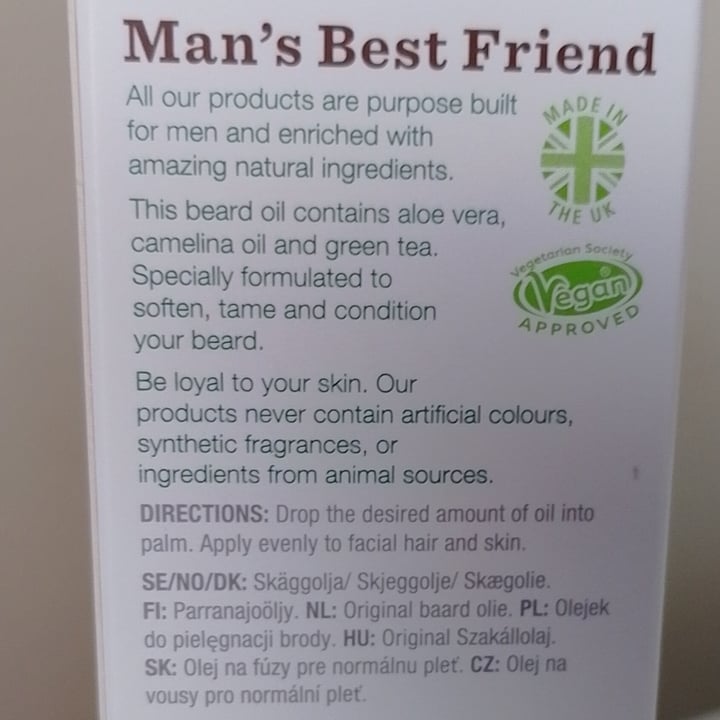 Man's Best Friend
All our products are purpose built
for men and enriched with
amazing natural ingredients.
MADE IN
THE UK
This beard oil contains aloe vera,
camelina oil and green tea.
Specially formulated to
soften, tame and condition
your beard.
Vegetarian Society
Vegan®
APPROVED
Be loyal to your skin. Our
products never contain artificial colours,
synthetic fragrances, or
ingredients from animal sources.
DIRECTIONS: Drop the desired amount of oil into
palm. Apply evenly to facial hair and skin.
SE/NO/DK: Skäggolja/ Skjeggolje/ Skægolie.
FI: Parranajoöljy. NL: Original baard olie. PL: Olejek
do pielęgnacji brody. HU: Original Szakállolaj.
SK: Olej na fúzy pre normálnu pleť. CZ: Olej na
vousy pro normální pleť.